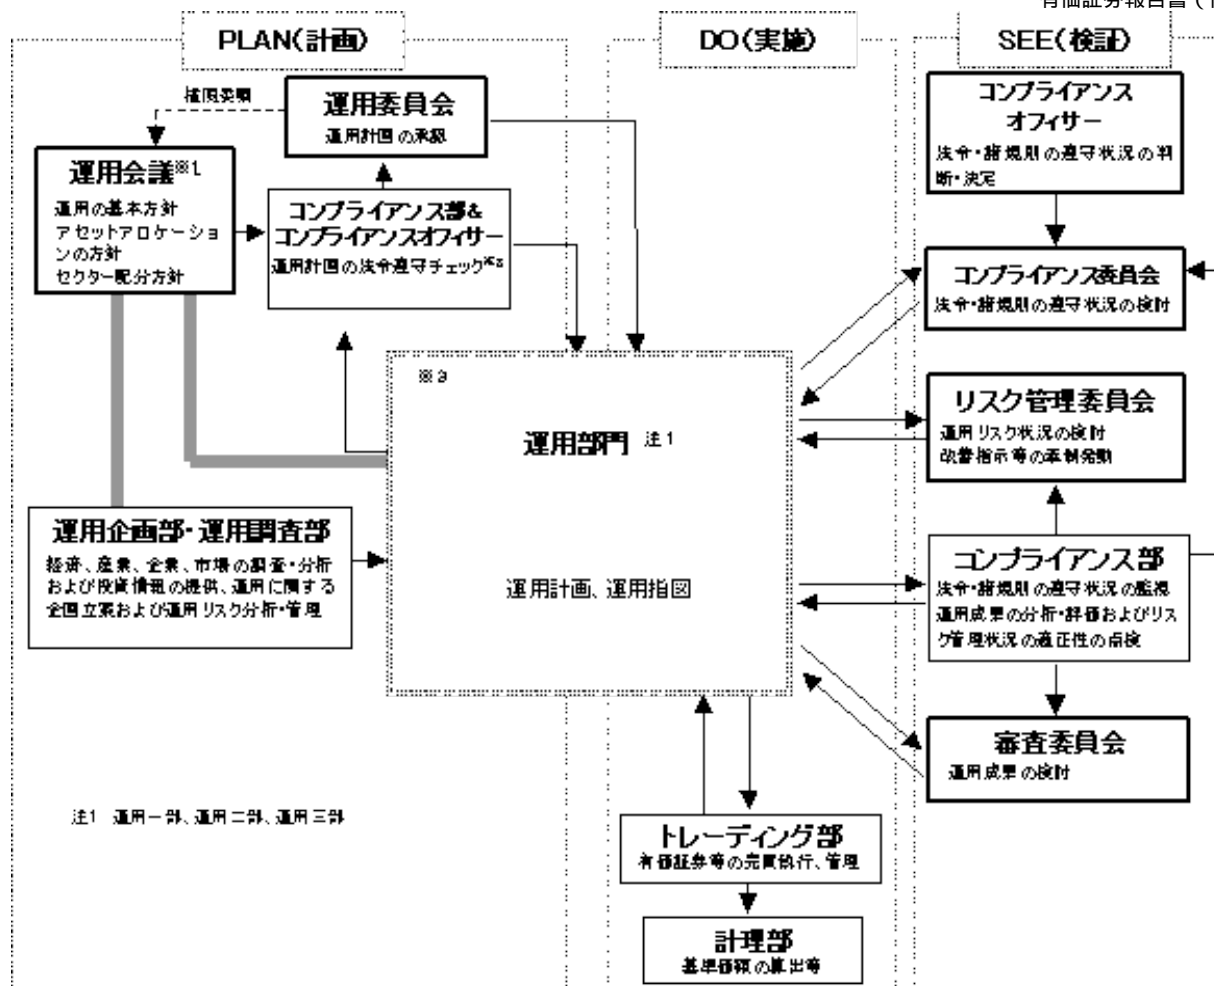 有価証券報告書(
PLAN(計画)
DO(実施)
SEE(検証)
権限委嘱
運用委員会
運用計画の承認
運用会議※1
運用の基本方針
アセットアロケーショ
ンの方針
セクター配分方針
コンプライアンス部&
コンプライアンスオフィサー
運用計画の法令遵守チェック※2
コンプライアンス
オフィサー
法令・諸規則の遵守状況の判
断・決定
コンプライアンス委員会
法令・諸規則の遵守状況の検討
※3
運用部門 注1
運用計画、運用指図
リスク管理委員会
運用リスク状況の検討
改善指示等の牽制発動
運用企画部・運用調査部
経済、産業、企業、市場の調査・分析
および投資情報の提供、運用に関する
企画立案および運用リスク分析・管理
コンプライアンス部
法令・諸規則の遵守状況の監視
運用成果の分析・評価およびリス
ク管理状況の適正性の点検
審査委員会
運用成果の検討
注1 運用一部、運用二部、運用三部
トレーディング部
有価証券等の売買執行、管理
計理部
基準価額の算出等